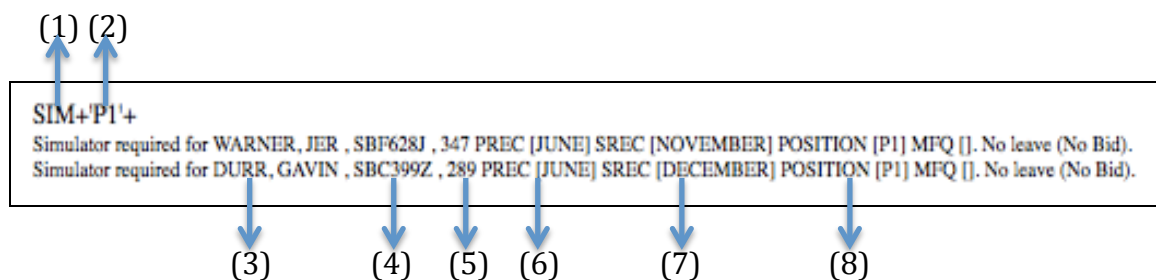 (1) (2)
SIM+'P1'+
Simulator required for WARNER, JER , SBF628J , 347 PREC [JUNE] SREC [NOVEMBER] POSITION [P1] MFQ []. No leave (No Bid).
Simulator required for DURR, GAVIN , SBC399Z , 289 PREC [JUNE] SREC [DECEMBER] POSITION [P1] MFQ []. No leave (No Bid).
(3) (4) (5) (6) (7) (8)